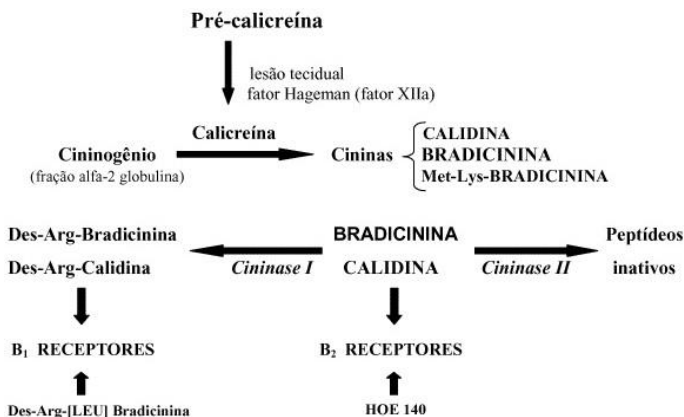 Pré-calicreína
lesão tecidual
fator Hageman (fator XIIa)
Calicreína
Cininogênio
(fração alfa-2 globulina)
Cininas
CALIDINA
BRADICININA
Met-Lys-BRADICININA
Des-Arg-Bradicinina
Des-Arg-Calidina
Cininase I
BRADICININA
CALIDINA
Cininase II
Peptídeos
inativos
B₁ RECEPTORES
B₂ RECEPTORES
Des-Arg-[LEU] Bradicinina
HOE 140